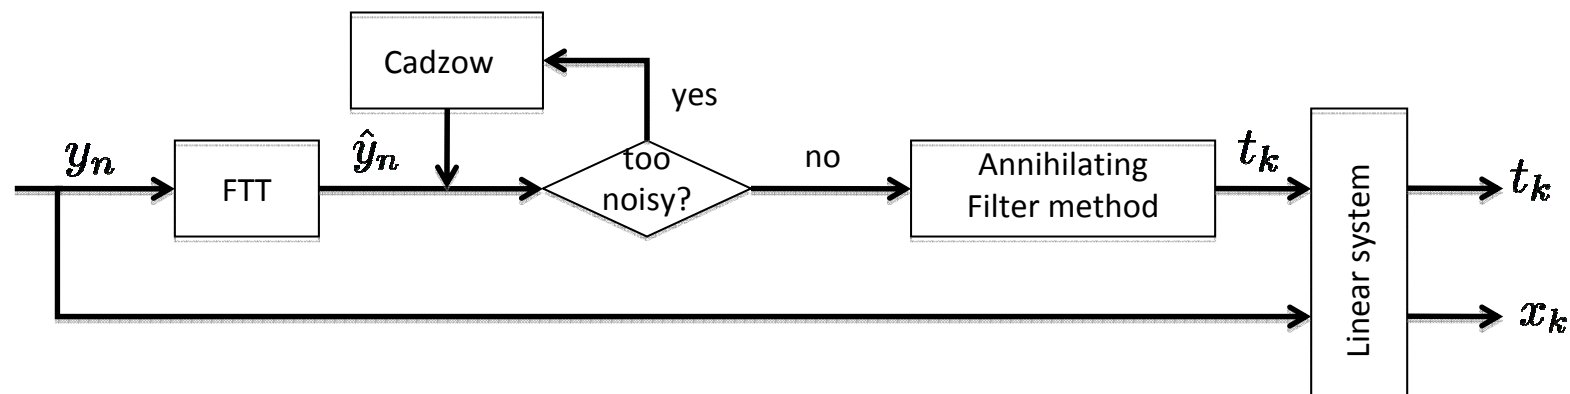 Cadzow
yes
y_n
FTT
ŷ_n
too
noisy?
no
Annihilating
Filter method
t_k
Linear system
t_k
x_k